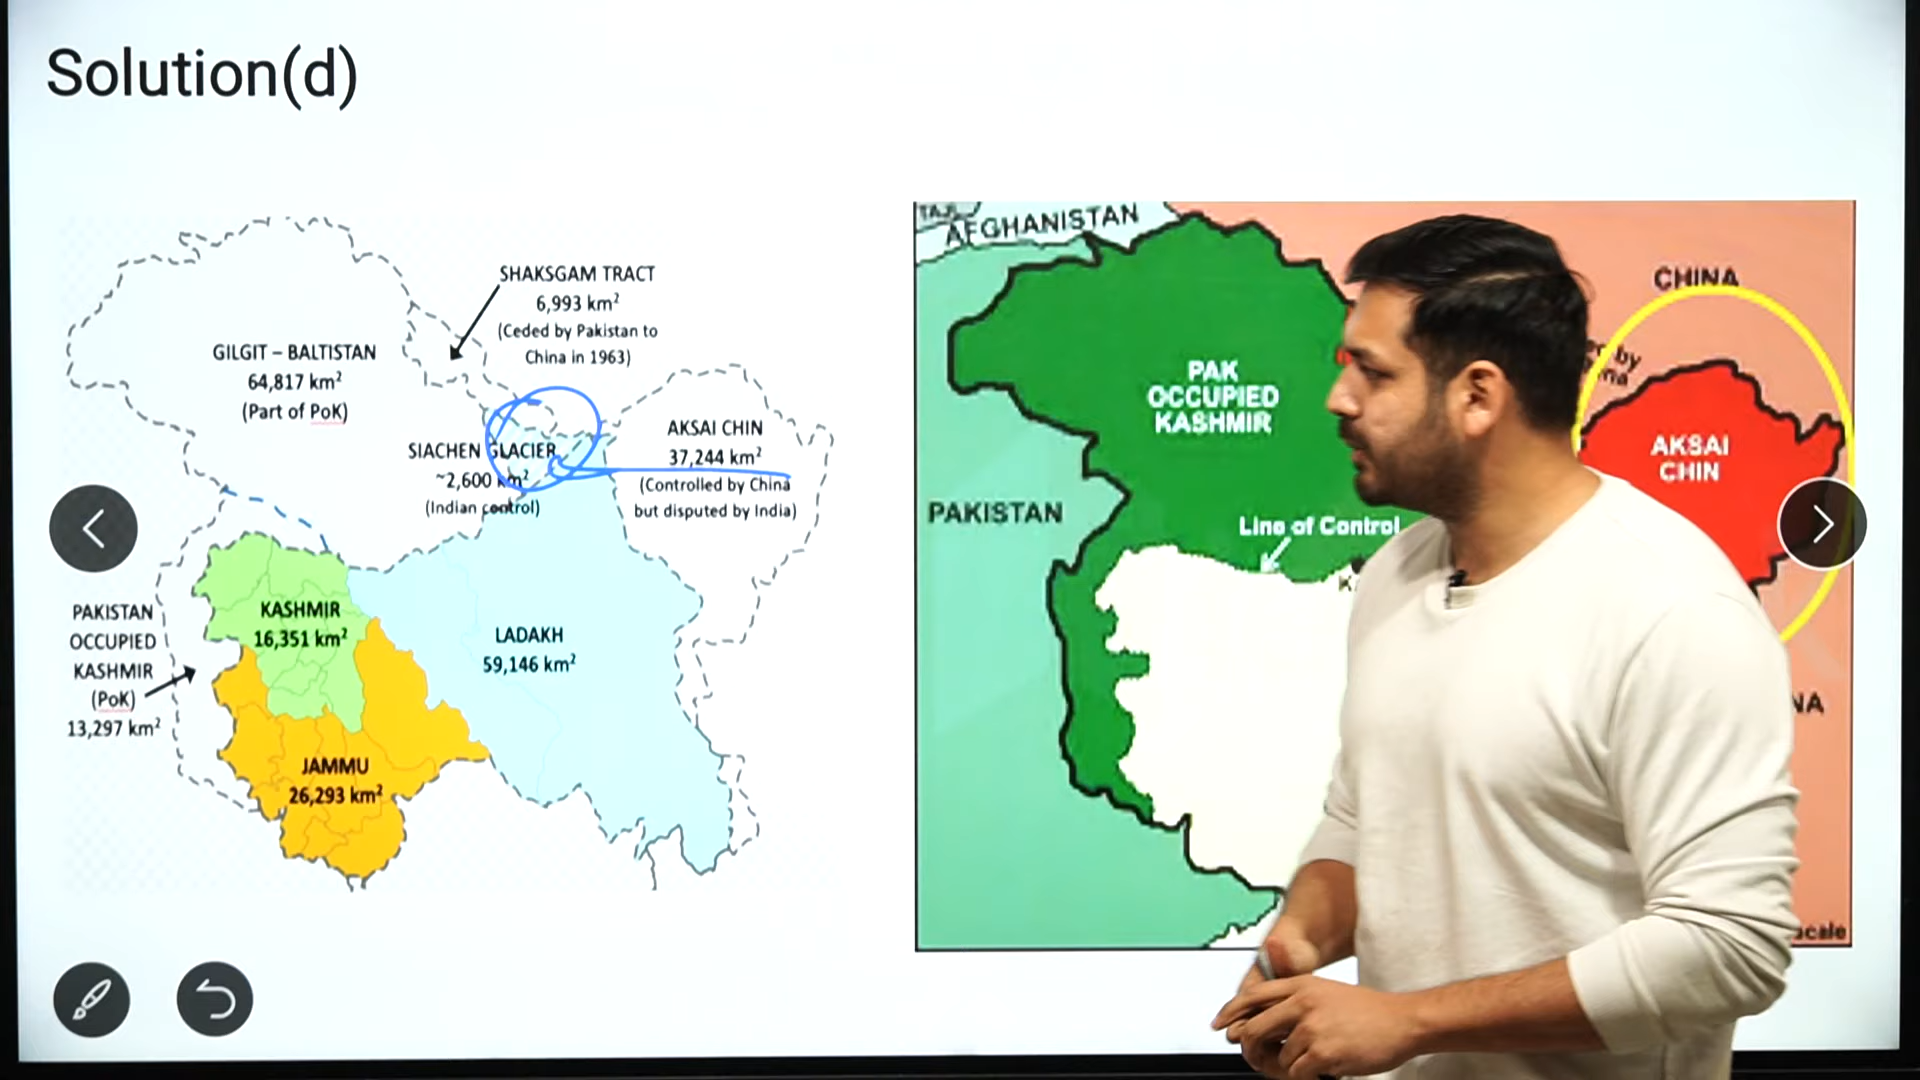 Solution(d)
SHAKSGAM TRACT
6,993 km²
(Ceded by Pakistan to
China in 1963)
GILGIT – BALTISTAN
64,817 km²
(Part of PoK)
SIACHEN GLACIER
~2,600 km²
(Indian control)
AKSAI CHIN
37,244 km²
(Controlled by China
but disputed by India)
PAKISTAN
OCCUPIED
KASHMIR
(PoK)
13,297 km²
KASHMIR
16,351 km²
LADAKH
59,146 km²
JAMMU
26,293 km²
AFGHANISTAN
CHINA
by
PAK
OCCUPIED
KASHMIR
AKSAI
CHIN
PAKISTAN
Line of Control